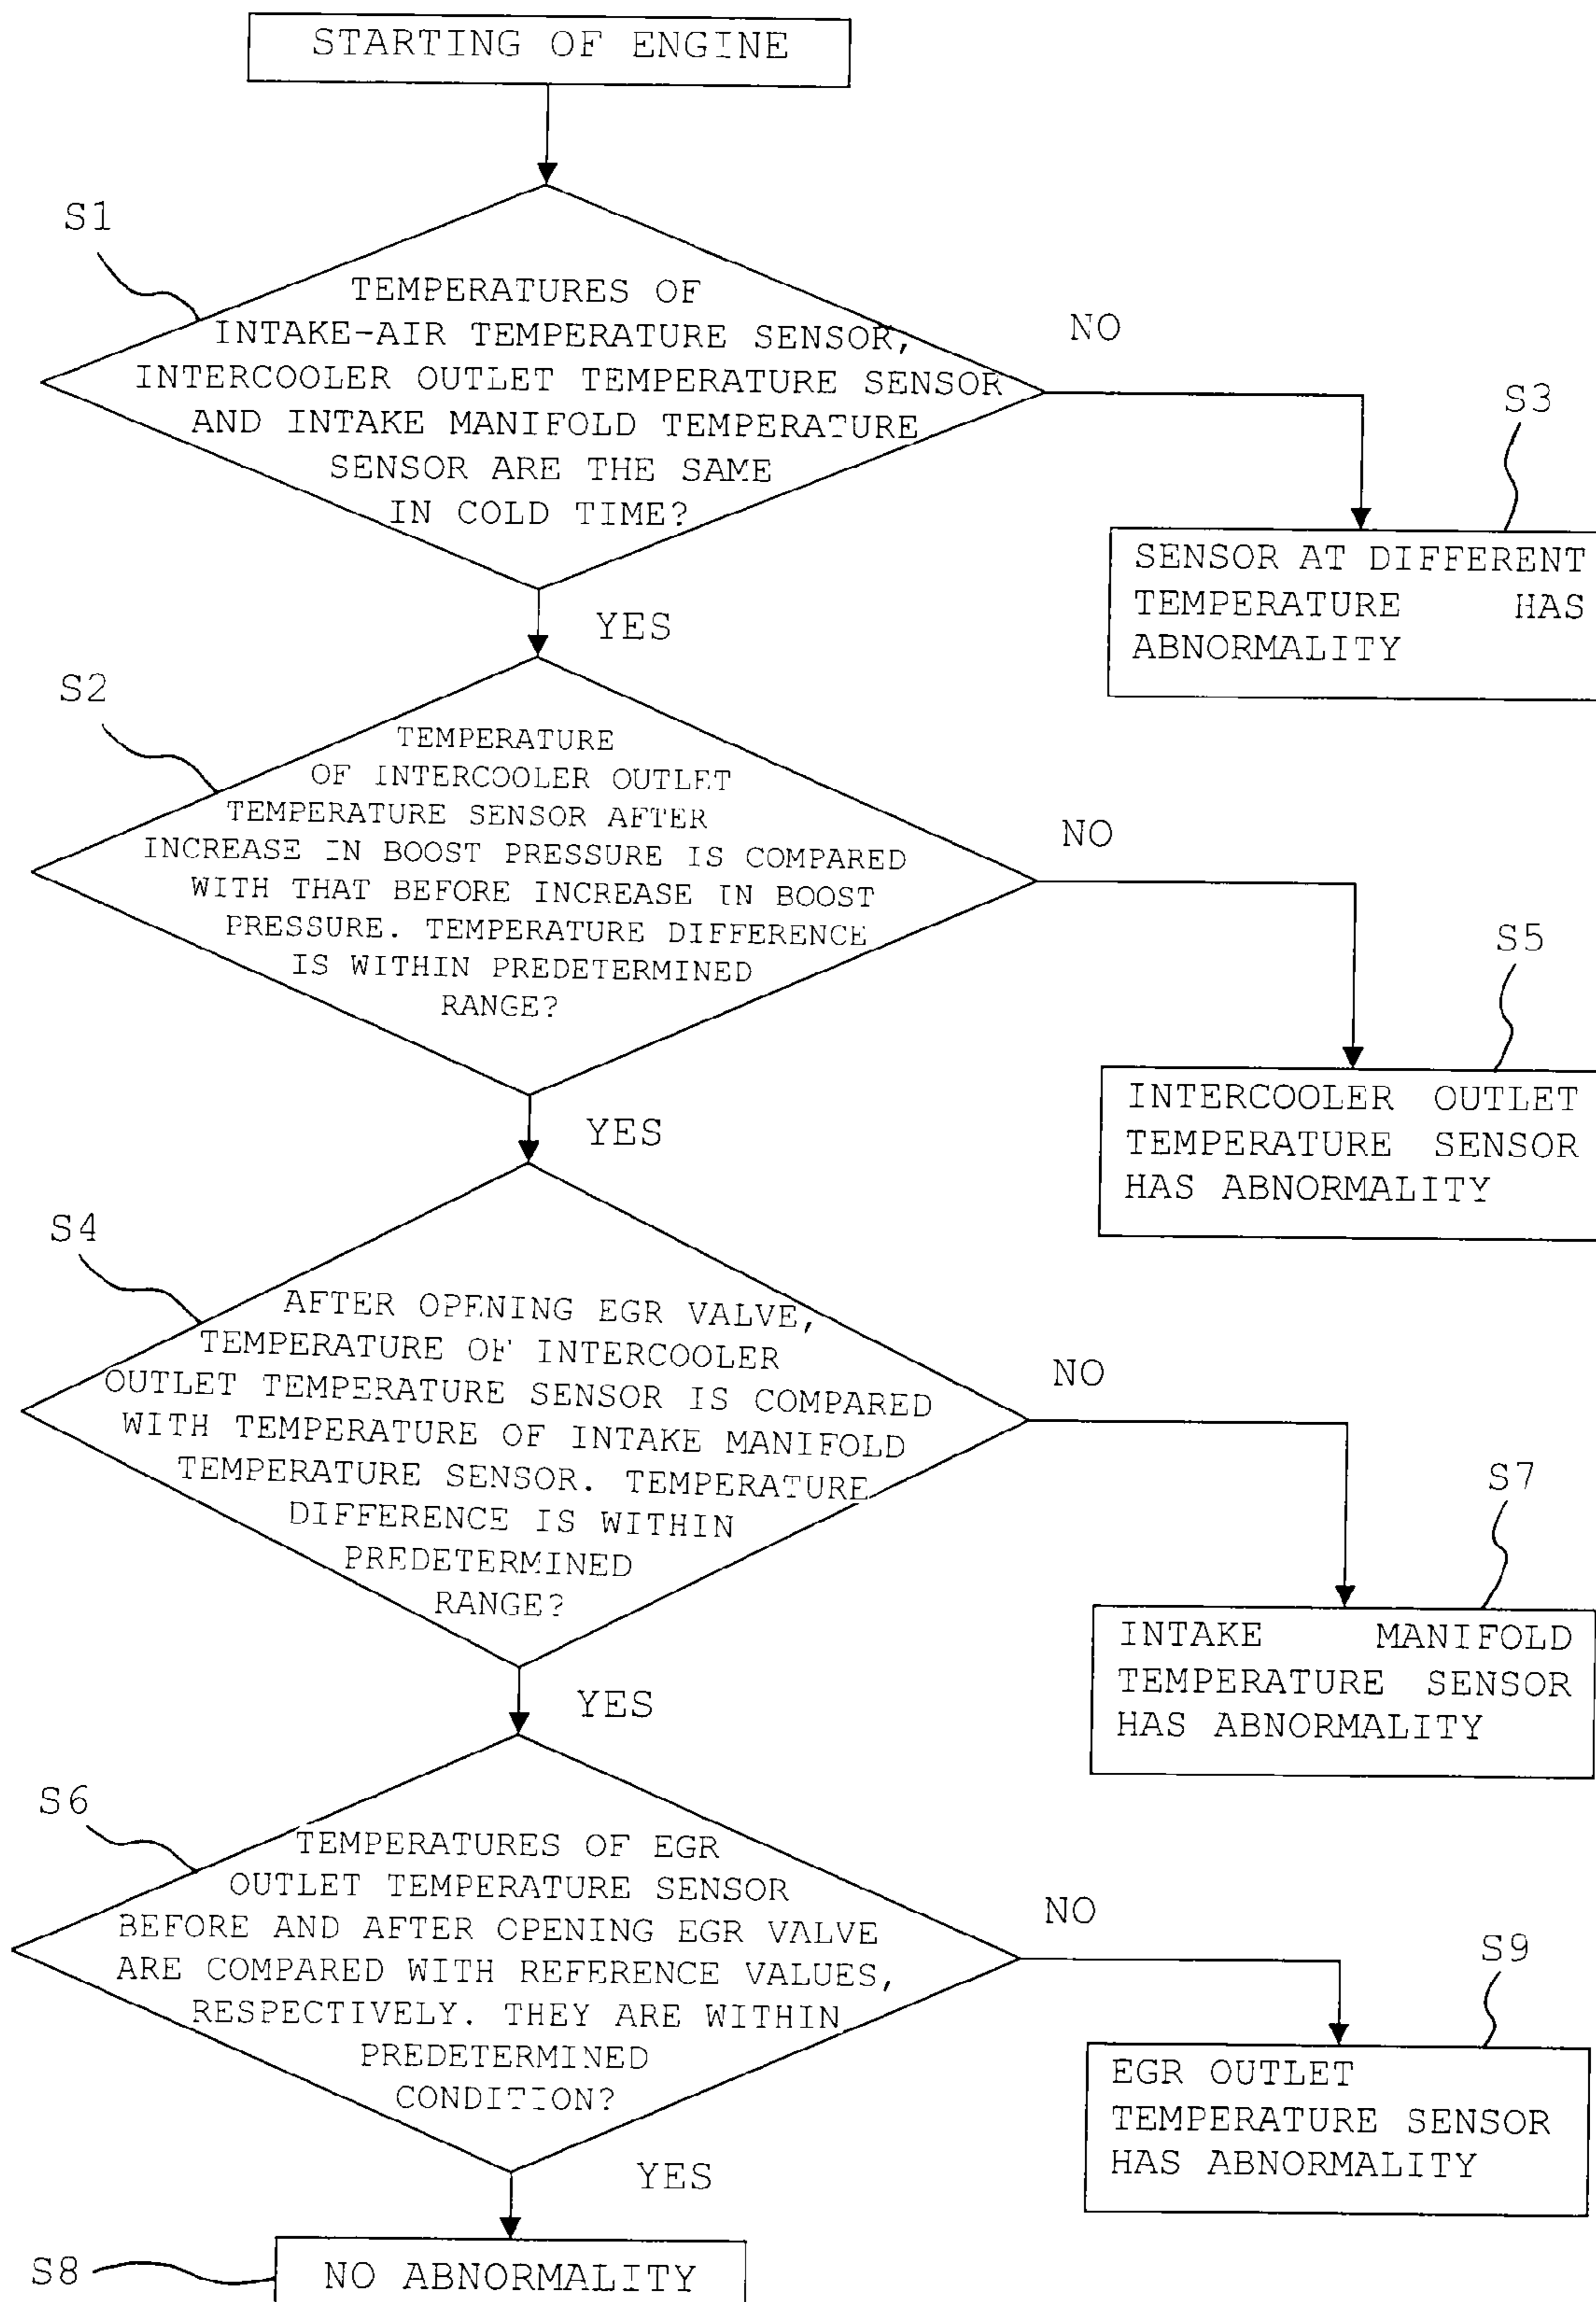 STARTING OF ENGINE
S1
TEMPERATURES OF
INTAKE-AIR TEMPERATURE SENSOR,
INTERCOOLER OUTLET TEMPERATURE SENSOR
AND INTAKE MANIFOLD TEMPERATURE
SENSOR ARE THE SAME
IN COLD TIME?
NO
S3
SENSOR AT DIFFERENT
TEMPERATURE HAS
ABNORMALITY
YES
S2
TEMPERATURE
OF INTERCOOLER OUTLET
TEMPERATURE SENSOR AFTER
INCREASE IN BOOST PRESSURE IS COMPARED
WITH THAT BEFORE INCREASE IN BOOST
PRESSURE. TEMPERATURE DIFFERENCE
IS WITHIN PREDETERMINED
RANGE?
NO
S5
INTERCOOLER OUTLET
TEMPERATURE SENSOR
HAS ABNORMALITY
YES
S4
AFTER OPENING EGR VALVE,
TEMPERATURE OF INTERCOOLER
OUTLET TEMPERATURE SENSOR IS COMPARED
WITH TEMPERATURE OF INTAKE MANIFOLD
TEMPERATURE SENSOR. TEMPERATURE
DIFFERENCE IS WITHIN
PREDETERMINED
RANGE?
NO
S7
INTAKE MANIFOLD
TEMPERATURE SENSOR
HAS ABNORMALITY
YES
S6
TEMPERATURES OF EGR
OUTLET TEMPERATURE SENSOR
BEFORE AND AFTER OPENING EGR VALVE
ARE COMPARED WITH REFERENCE VALUES,
RESPECTIVELY. THEY ARE WITHIN
PREDETERMINED
CONDITION?
NO
S9
EGR OUTLET
TEMPERATURE SENSOR
HAS ABNORMALITY
YES
S8
NO ABNORMALITY